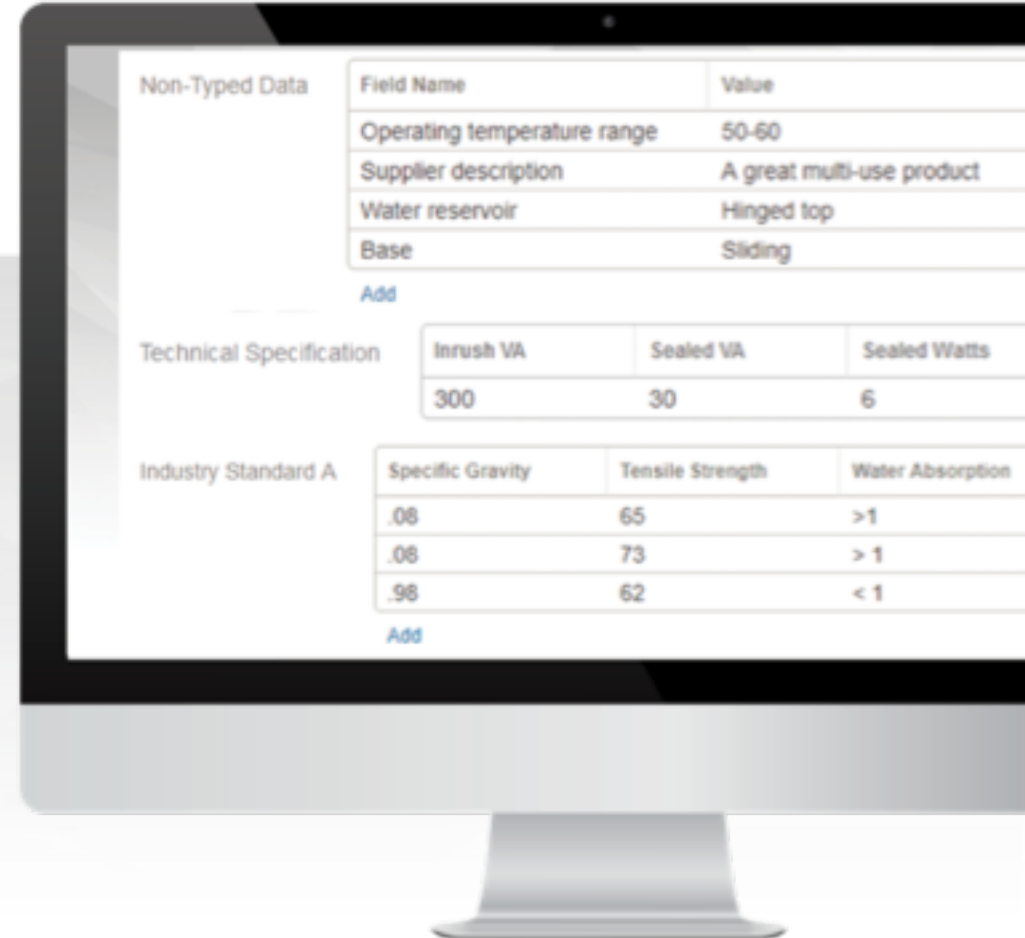 Non-Typed Data Field Name Value
Operating temperature range 50-60
Supplier description A great multi-use product
Water reservoir Hinged top
Base Sliding
Add
Technical Specification Inrush VA Sealed VA Sealed Watts
300 30 6
Industry Standard A Specific Gravity Tensile Strength Water Absorption
.08 65 >1
.08 73 > 1
.98 62 < 1
Add